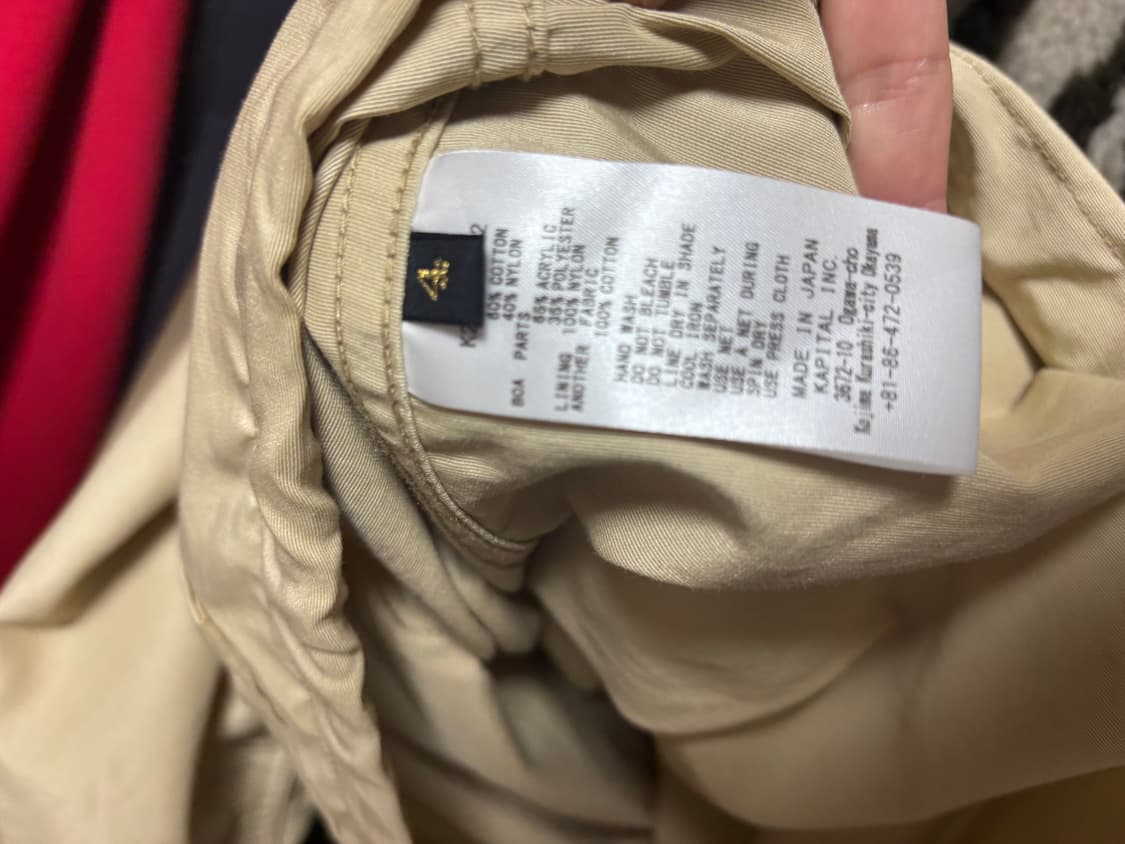 4
60% COTTON
40% NYLON
BOA PARTS
65% ACRYLIC
35% POLYESTER
LINING 100% NYLON
ANOTHER FABRIC
100% COTTON
HAND WASH
DO NOT BLEACH
DO NOT TUMBLE
LINE DRY IN SHADE
COOL IRON
WASH SEPARATELY
USE NET
USE A NET DURING
SPIN DRY
USE PRESS CLOTH
MADE IN JAPAN
KAPITAL INC.
3672-10 Ogawa-cho
Kojima Kurashiki-city Okayama
+81-86-472-0539